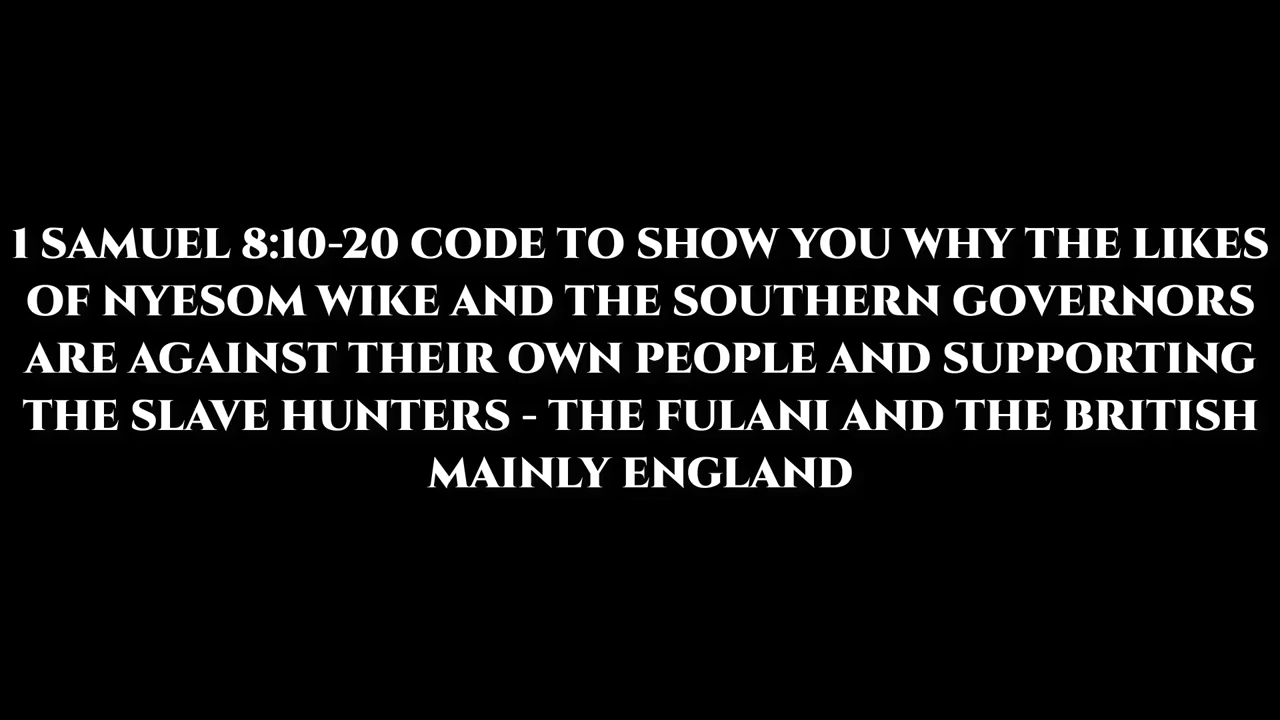 1 SAMUEL 8:10-20 CODE TO SHOW YOU WHY THE LIKES
OF NYESOM WIKE AND THE SOUTHERN GOVERNORS
ARE AGAINST THEIR OWN PEOPLE AND SUPPORTING
THE SLAVE HUNTERS - THE FULANI AND THE BRITISH
MAINLY ENGLAND